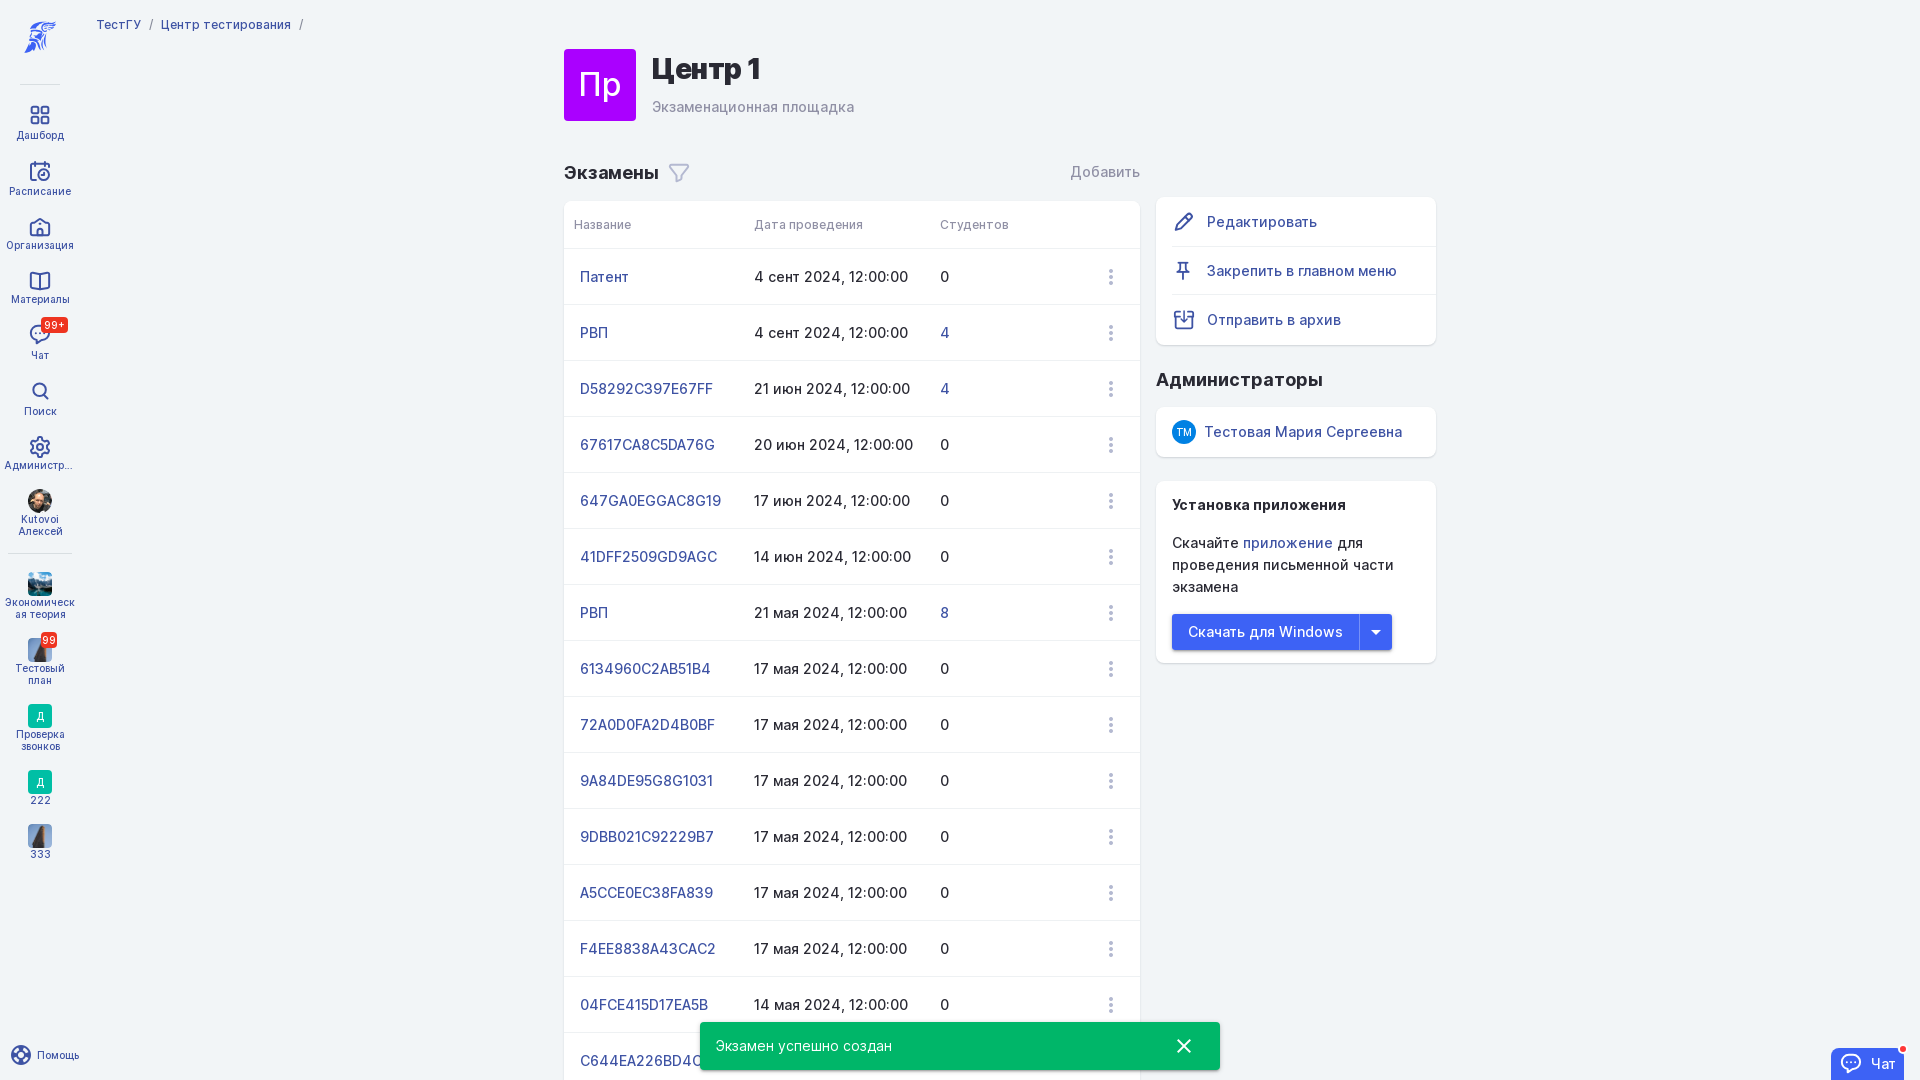 ТестГУ / Центр тестирования /
Пр
Центр 1
Экзаменационная площадка
Дашборд
Расписание
Организация
Материалы
99+
Чат
Поиск
Администр...
Kutovoi
Алексей
Экономическ
ая теория
99
Тестовый
план
Д
Проверка
звонков
Д
222
333
Помощь
Экзамены
Добавить
Название Дата проведения Студентов
Патент 4 сент 2024, 12:00:00 0
РВП 4 сент 2024, 12:00:00 4
D58292C397E67FF 21 июн 2024, 12:00:00 4
67617CA8C5DA76G 20 июн 2024, 12:00:00 0
647GA0EGGAC8G19 17 июн 2024, 12:00:00 0
41DFF2509GD9AGC 14 июн 2024, 12:00:00 0
РВП 21 мая 2024, 12:00:00 8
6134960C2AB51B4 17 мая 2024, 12:00:00 0
72A0D0FA2D4B0BF 17 мая 2024, 12:00:00 0
9A84DE95G8G1031 17 мая 2024, 12:00:00 0
9DBB021C92229B7 17 мая 2024, 12:00:00 0
A5CCE0EC38FA839 17 мая 2024, 12:00:00 0
F4EE8838A43CAC2 17 мая 2024, 12:00:00 0
04FCE415D17EA5B 14 мая 2024, 12:00:00 0
Редактировать
Закрепить в главном меню
Отправить в архив
Администраторы
ТМ Тестовая Мария Сергеевна
Установка приложения
Скачайте приложение для
проведения письменной части
экзамена
Скачать для Windows
Экзамен успешно создан
Чат